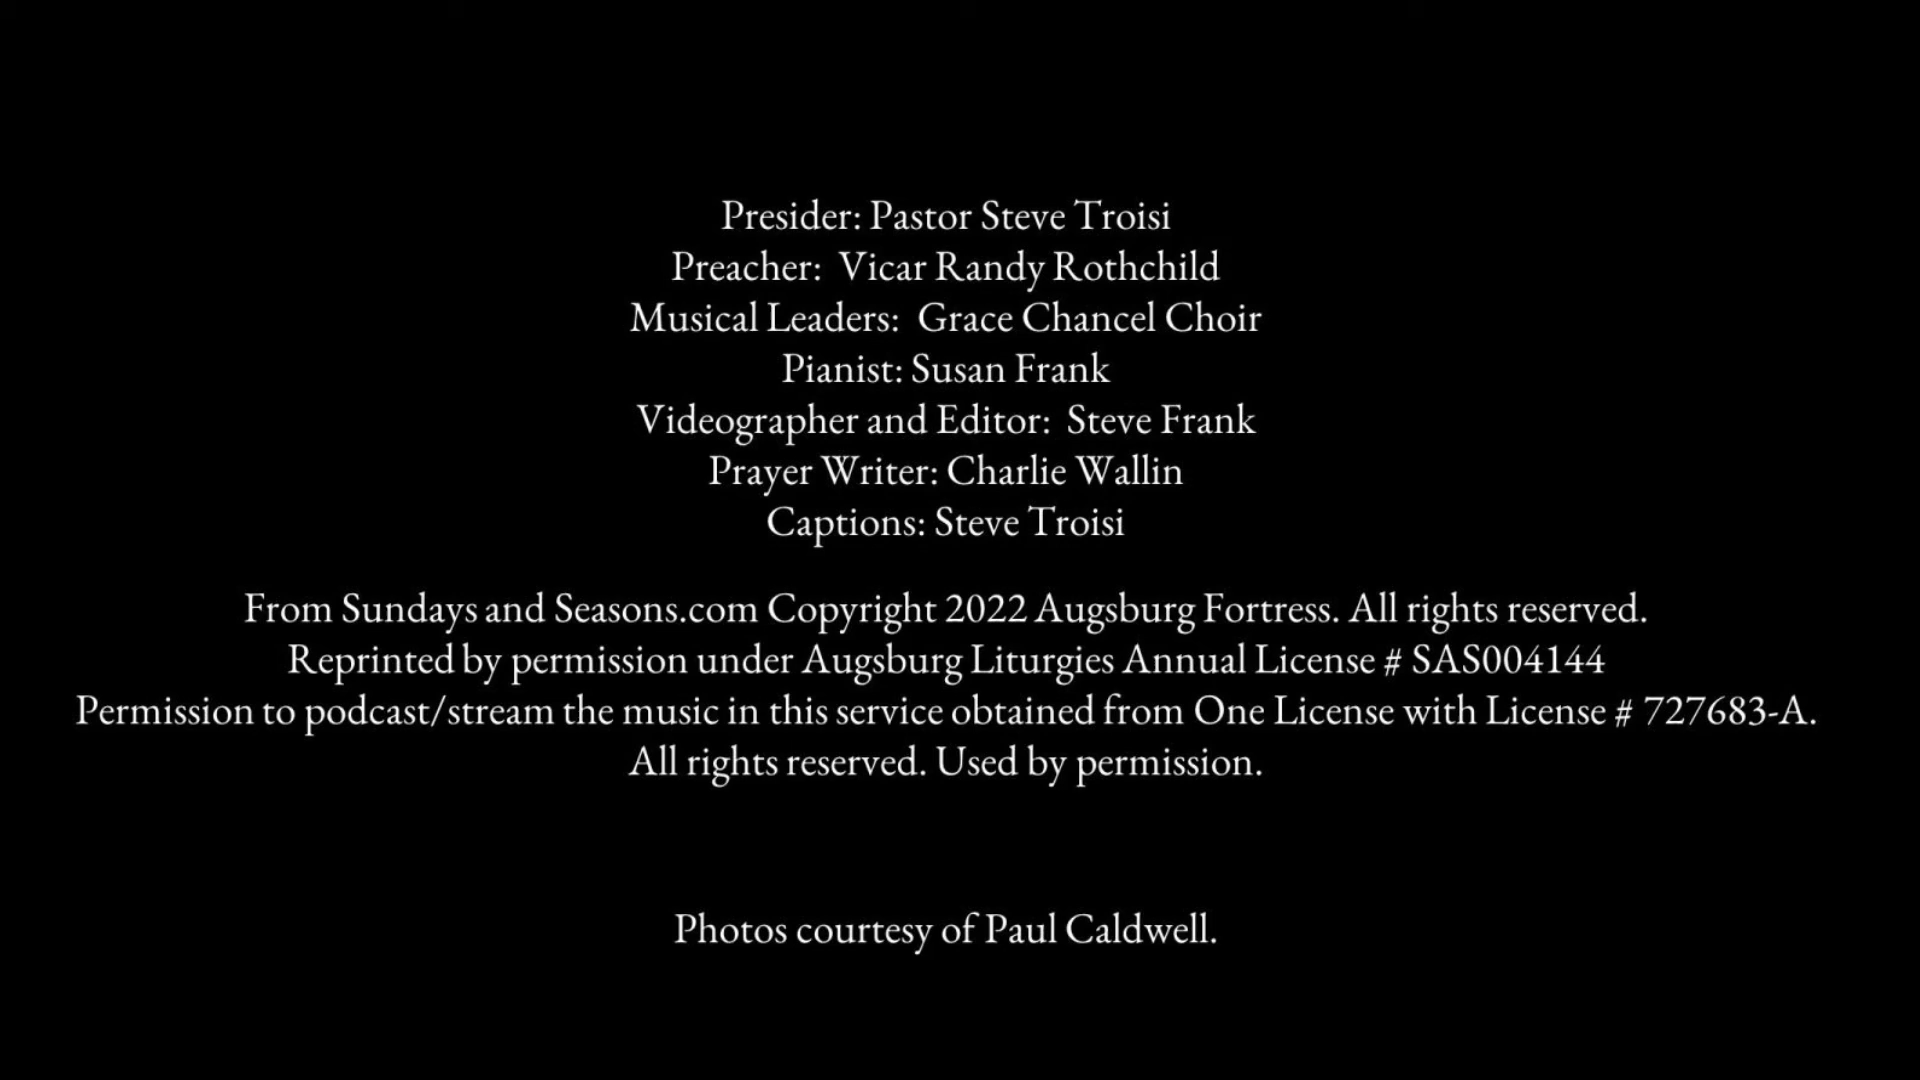 Presider: Pastor Steve Troisi
Preacher:  Vicar Randy Rothchild
Musical Leaders:  Grace Chancel Choir
Pianist: Susan Frank
Videographer and Editor:  Steve Frank
Prayer Writer: Charlie Wallin
Captions: Steve Troisi
From Sundays and Seasons.com Copyright 2022 Augsburg Fortress. All rights reserved.
Reprinted by permission under Augsburg Liturgies Annual License # SAS004144
Permission to podcast/stream the music in this service obtained from One License with License # 727683-A.
All rights reserved. Used by permission.
Photos courtesy of Paul Caldwell.